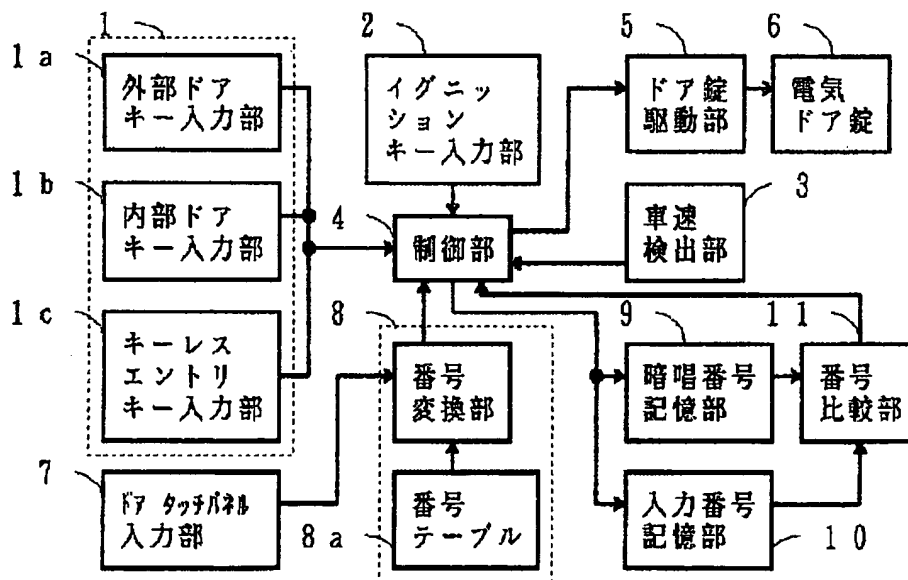 1
2
5
6
1a
外部ドア
キー入力部
イグニッ
ション
キー入力部
ドア錠
駆動部
電気
ドア錠
1b
内部ドア
キー入力部
4
制御部
車速
検出部
3
1c
キーレス
エントリ
キー入力部
8
番号
変換部
9
暗唱番号
記憶部
11
番号
比較部
7
ドア タッチパネル
入力部
8a
番号
テーブル
入力番号
記憶部
10